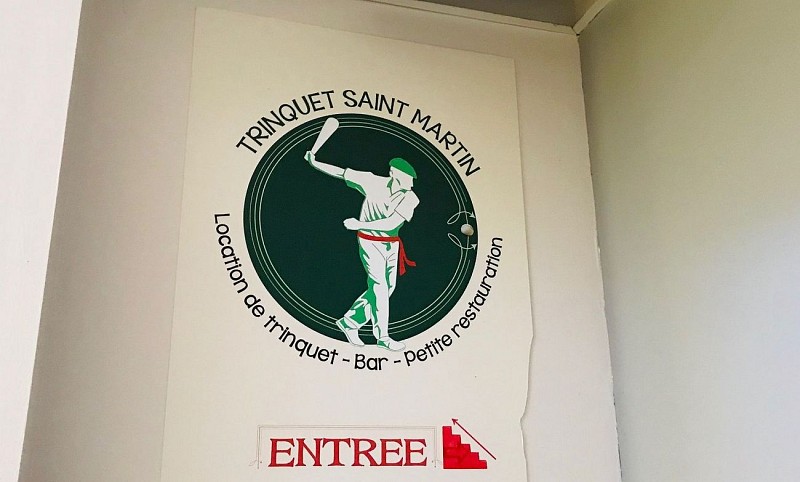 TRINQUET SAINT MARTIN
Location de trinquet - Bar - Petite restauration
ENTREE